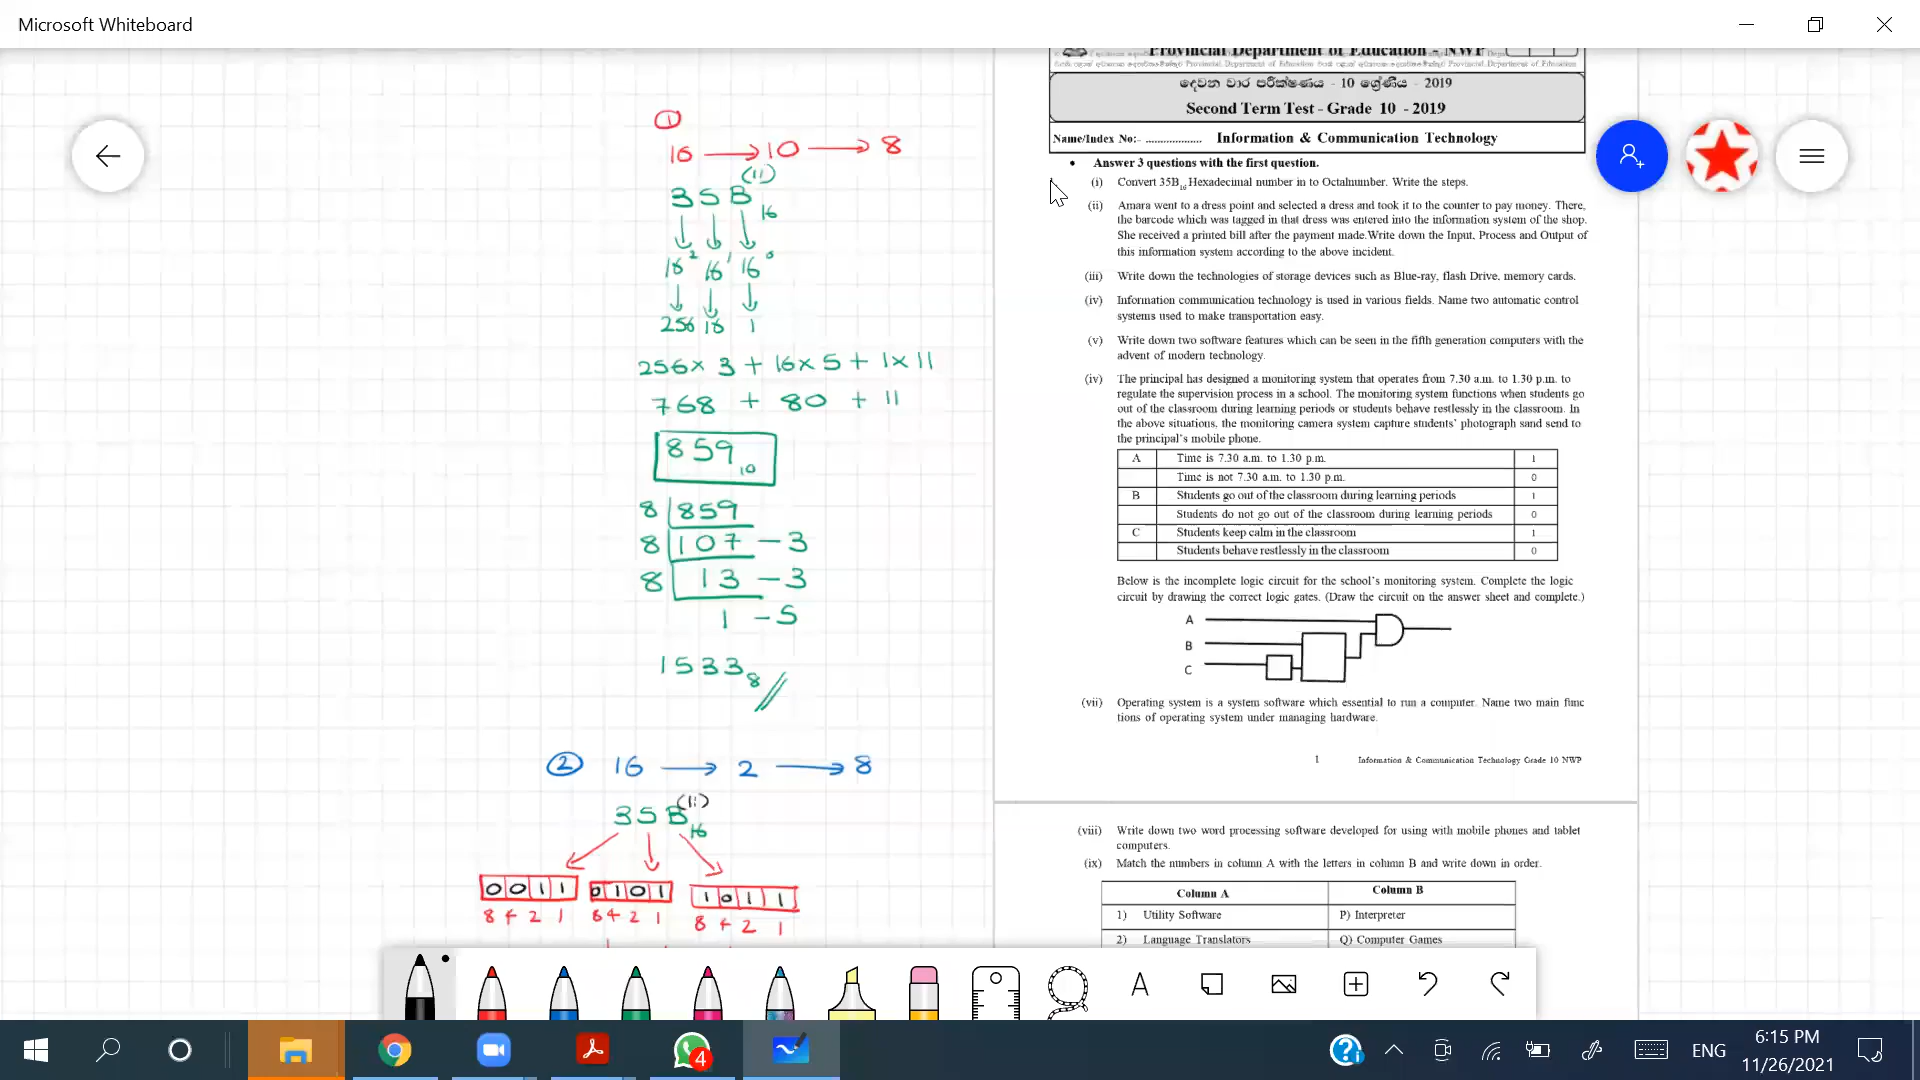 Microsoft Whiteboard
①
16 → 10 → 8
(11)
35B16
16² 16¹ 16⁰
256 16 1
256 × 3 + 16 × 5 + 1 × 11
768 + 80 + 11
859₁₀
8 859
8 107 – 3
8 13 – 3
1 – 5
1533₈
② 16 → 2 → 8
(11)
35B16
0011 0101 1011
8 4 2 1 8 4 2 1 8 4 2 1
Provincial Department of Education - NWP
දෙවන වාර පරීක්ෂණය - 10 ශ්‍රේණිය - 2019
Second Term Test - Grade 10 - 2019
Name/Index No:- ................... Information & Communication Technology
• Answer 3 questions with the first question.
(i) Convert 35B16 Hexadecimal number in to Octalnumber. Write the steps.
(ii) Amara went to a dress point and selected a dress and took it to the counter to pay money. There,
the barcode which was tagged in that dress was entered into the information system of the shop.
She received a printed bill after the payment made.Write down the Input, Process and Output of
this information system according to the above incident.
(iii) Write down the technologies of storage devices such as Blue-ray, flash Drive, memory cards.
(iv) Information communication technology is used in various fields. Name two automatic control
systems used to make transportation easy.
(v) Write down two software features which can be seen in the fifth generation computers with the
advent of modern technology.
(iv) The principal has designed a monitoring system that operates from 7.30 a.m. to 1.30 p.m. to
regulate the supervision process in a school. The monitoring system functions when students go
out of the classroom during learning periods or students behave restlessly in the classroom. In
the above situations, the monitoring camera system capture students' photograph sand send to
the principal's mobile phone.
A Time is 7.30 a.m. to 1.30 p.m. 1
Time is not 7.30 a.m. to 1.30 p.m. 0
B Students go out of the classroom during learning periods 1
Students do not go out of the classroom during learning periods 0
C Students keep calm in the classroom 1
Students behave restlessly in the classroom 0
Below is the incomplete logic circuit for the school's monitoring system. Complete the logic
circuit by drawing the correct logic gates. (Draw the circuit on the answer sheet and complete.)
A
B
C
(vii) Operating system is a system software which essential to run a computer. Name two main func
tions of operating system under managing hardware.
1 Information & Communication Technology Grade 10 NWP
(viii) Write down two word processing software developed for using with mobile phones and tablet
computers.
(ix) Match the numbers in column A with the letters in column B and write down in order.
Column A Column B
1) Utility Software P) Interpreter
2) Language Translators Q) Computer Games
A
4
ENG
6:15 PM
11/26/2021